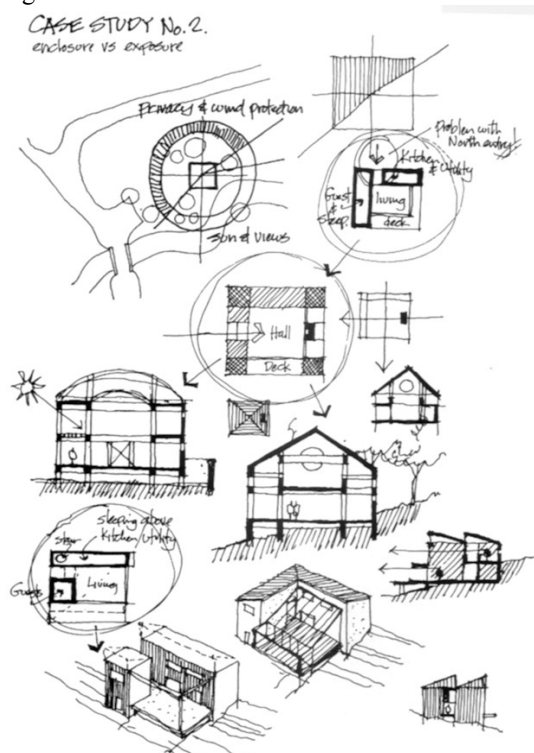 CASE STUDY No. 2.
enclosure vs exposure
privacy & wind protection
sun & views
Problem with
North entry!
Kitchen
& Utility
Guest
&
Sleep.
living
deck
Hall
Deck
sleeping above
kitchen utility
stair
Guests
Living